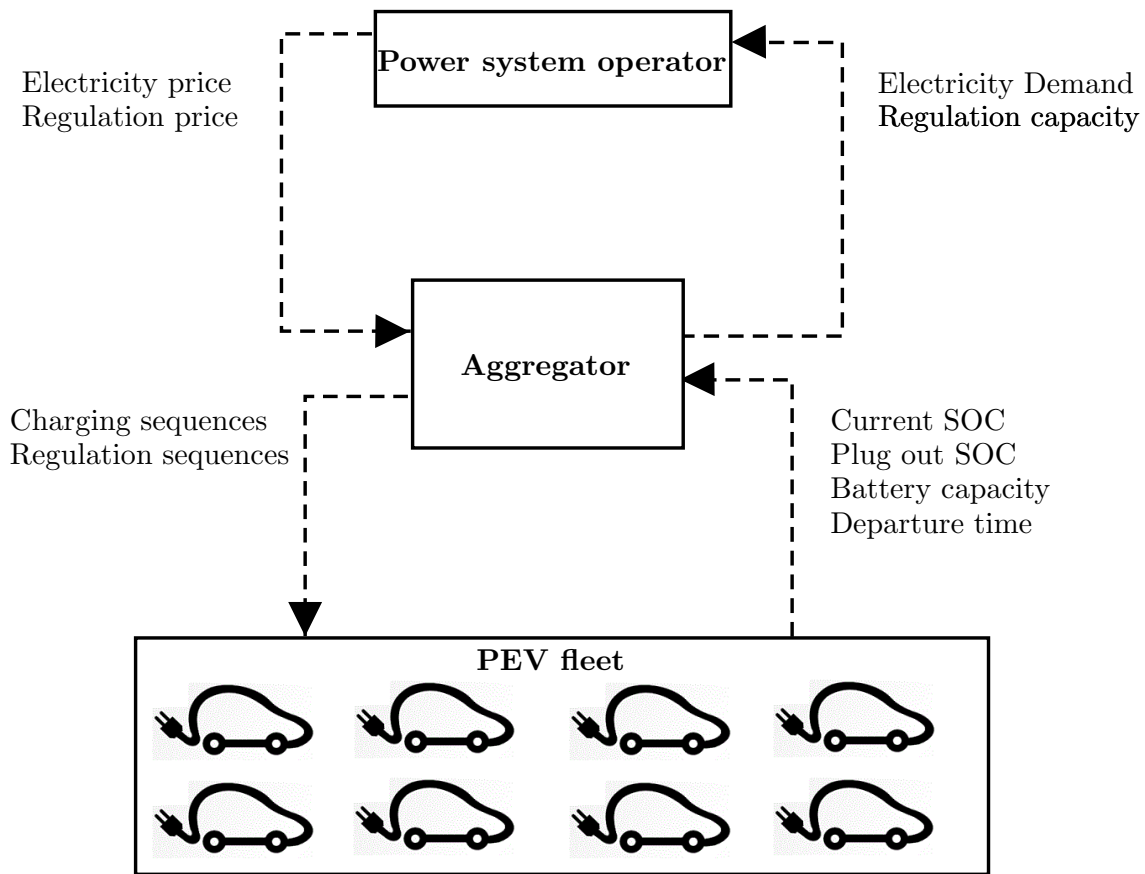 Power system operator
Electricity price
Regulation price
Electricity Demand
Regulation capacity
Aggregator
Charging sequences
Regulation sequences
Current SOC
Plug out SOC
Battery capacity
Departure time
PEV fleet